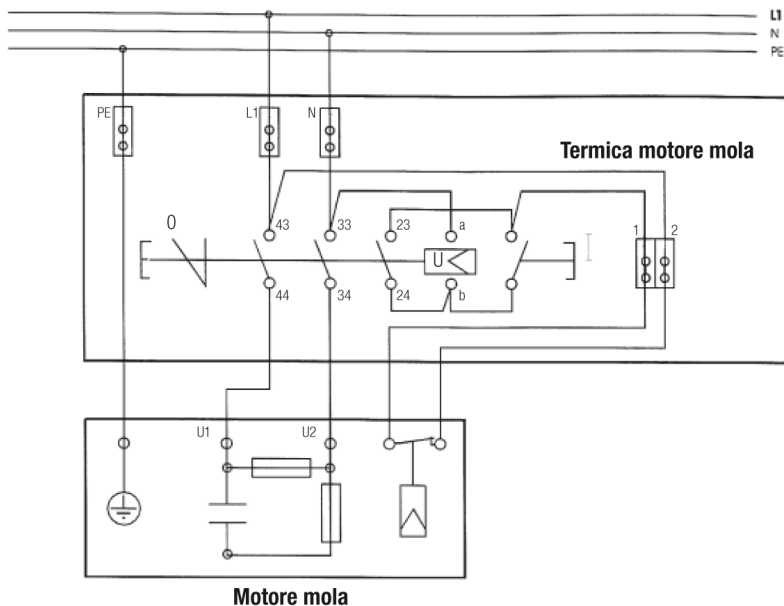 L1
N
PE
PE
L1
N
Termica motore mola
0
43
33
23
a
1
2
U
I
44
34
24
b
U1
U2
Motore mola